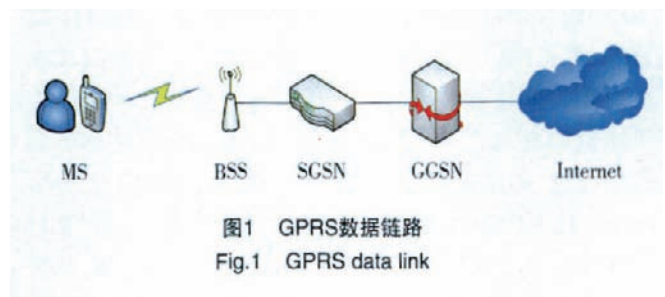 MS BSS SGSN GGSN Internet
图1 GPRS数据链路
Fig.1 GPRS data link